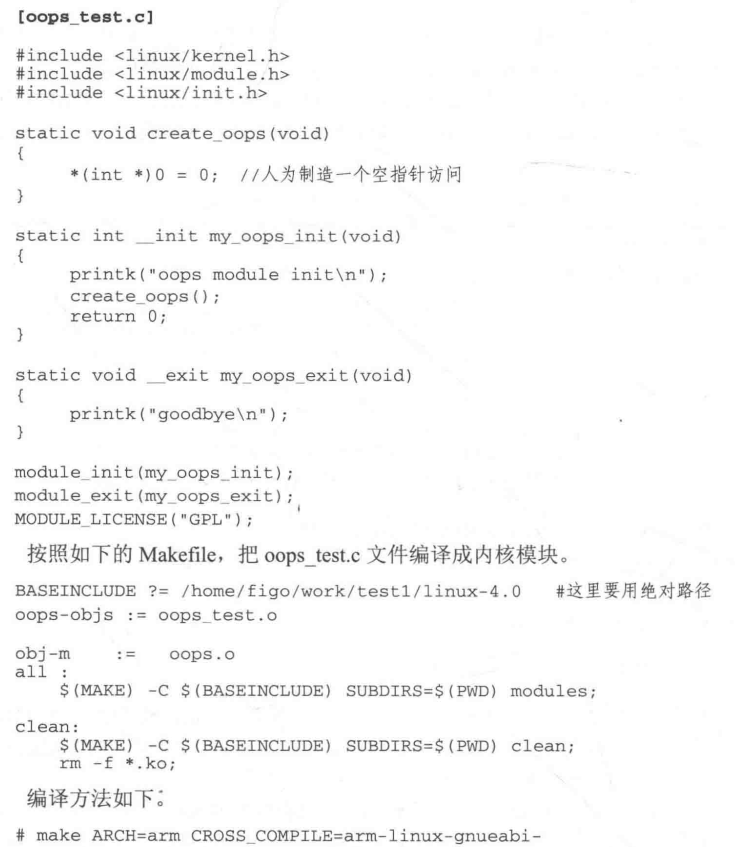 [oops_test.c]
#include <linux/kernel.h>
#include <linux/module.h>
#include <linux/init.h>
static void create_oops(void)
{
*(int *)0 = 0; //人为制造一个空指针访问
}
static int __init my_oops_init(void)
{
printk("oops module init\n");
create_oops();
return 0;
}
static void __exit my_oops_exit(void)
{
printk("goodbye\n");
}
module_init(my_oops_init);
module_exit(my_oops_exit);
MODULE_LICENSE("GPL");
按照如下的 Makefile，把 oops_test.c 文件编译成内核模块。
BASEINCLUDE ?= /home/figo/work/test1/linux-4.0 #这里要用绝对路径
oops-objs := oops_test.o
obj-m := oops.o
all :
$(MAKE) -C $(BASEINCLUDE) SUBDIRS=$(PWD) modules;
clean:
$(MAKE) -C $(BASEINCLUDE) SUBDIRS=$(PWD) clean;
rm -f *.ko;
编译方法如下。
# make ARCH=arm CROSS_COMPILE=arm-linux-gnueabi-